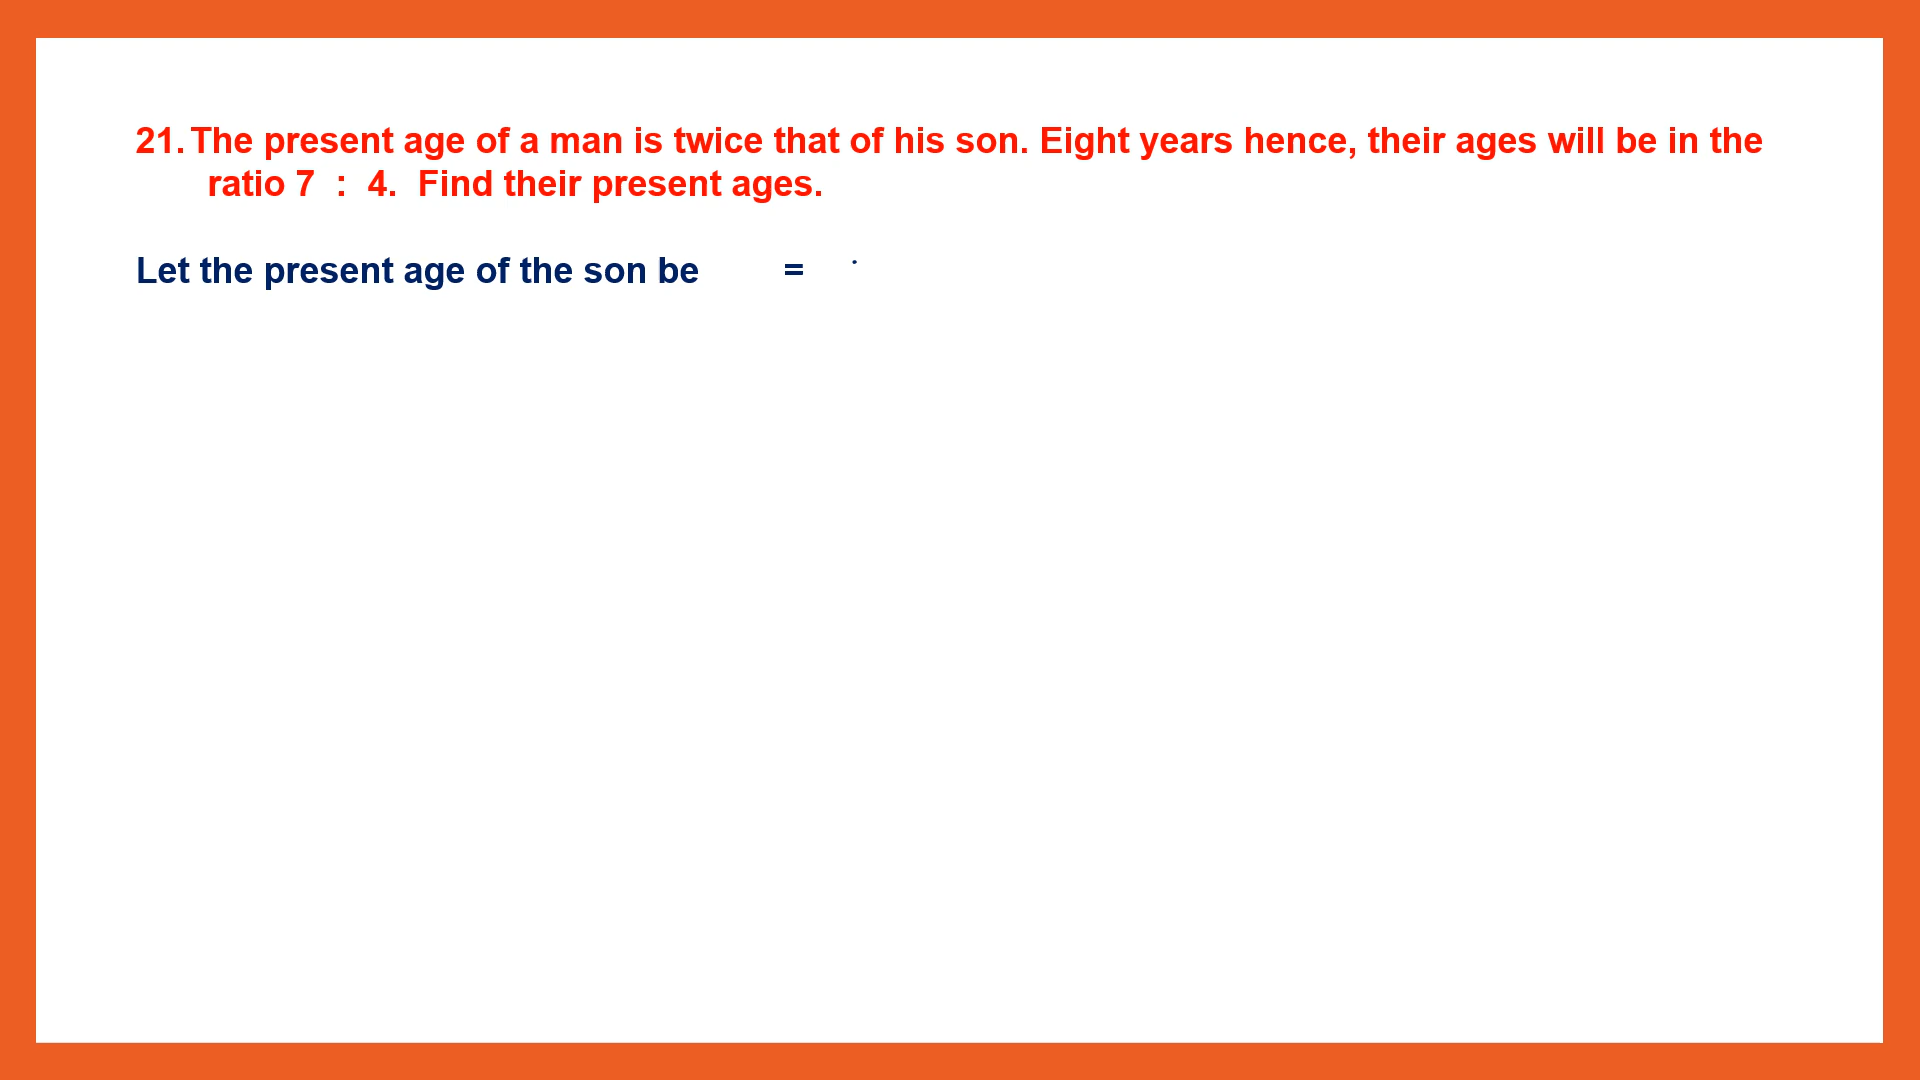 21. The present age of a man is twice that of his son. Eight years hence, their ages will be in the
ratio 7 : 4. Find their present ages.
Let the present age of the son be =